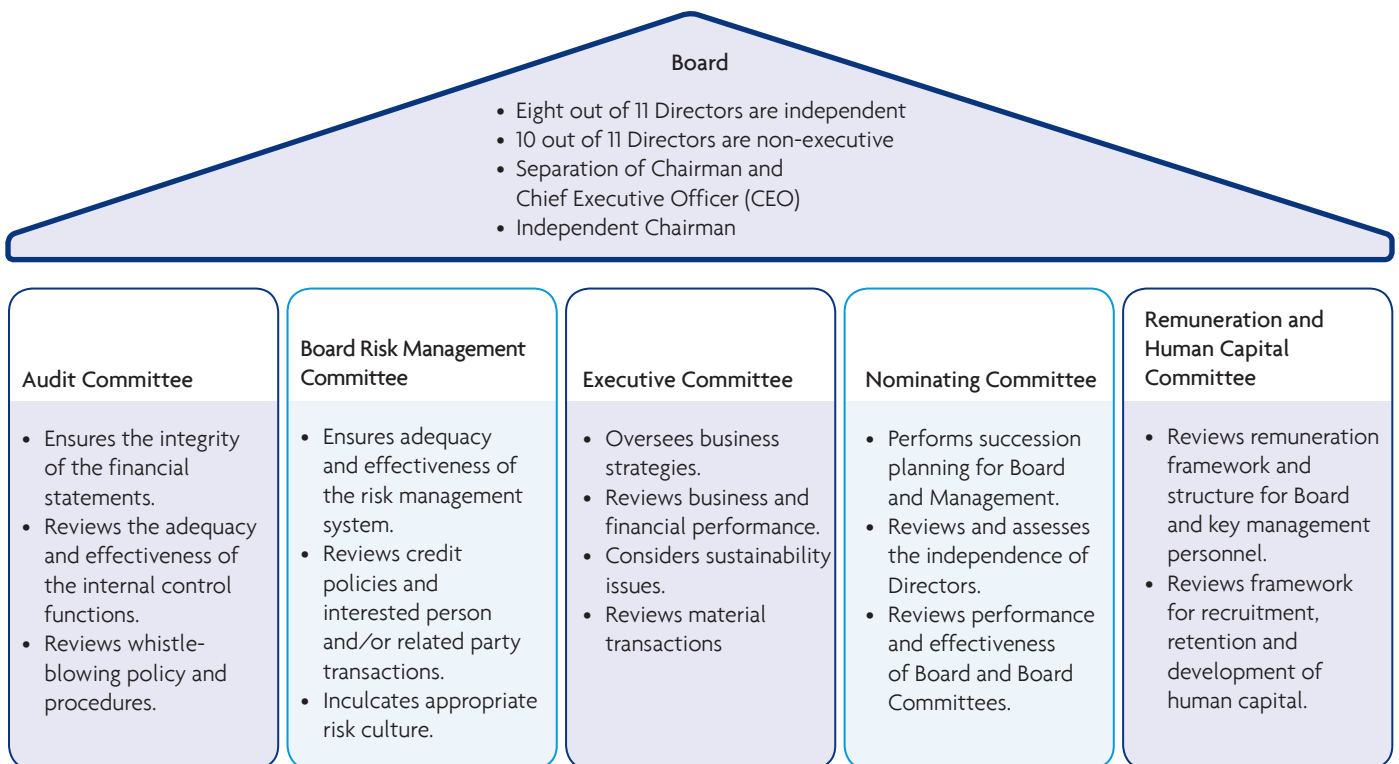 Board
• Eight out of 11 Directors are independent
• 10 out of 11 Directors are non-executive
• Separation of Chairman and
Chief Executive Officer (CEO)
• Independent Chairman
Audit Committee
• Ensures the integrity
of the financial
statements.
• Reviews the adequacy
and effectiveness of
the internal control
functions.
• Reviews whistle-
blowing policy and
procedures.
Board Risk Management
Committee
• Ensures adequacy
and effectiveness of
the risk management
system.
• Reviews credit
policies and
interested person
and/or related party
transactions.
• Inculcates appropriate
risk culture.
Executive Committee
• Oversees business
strategies.
• Reviews business and
financial performance.
• Considers sustainability
issues.
• Reviews material
transactions
Nominating Committee
• Performs succession
planning for Board
and Management.
• Reviews and assesses
the independence of
Directors.
• Reviews performance
and effectiveness
of Board and Board
Committees.
Remuneration and
Human Capital
Committee
• Reviews remuneration
framework and
structure for Board
and key management
personnel.
• Reviews framework
for recruitment,
retention and
development of
human capital.